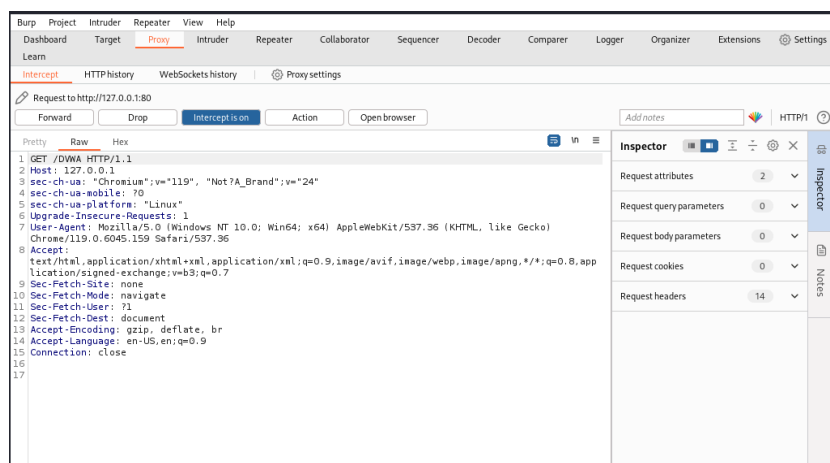 Burp Project Intruder Repeater View Help
Dashboard Target Proxy Intruder Repeater Collaborator Sequencer Decoder Comparer Logger Organizer Extensions Settings
Learn
Intercept HTTP history WebSockets history Proxy settings
Request to http://127.0.0.1:80
Forward Drop Intercept is on Action Open browser Add notes HTTP/1 ?
Pretty Raw Hex \n
Inspector
1 GET /DVWA HTTP/1.1
2 Host: 127.0.0.1
3 sec-ch-ua: "Chromium";v="119", "Not?A_Brand";v="24"
4 sec-ch-ua-mobile: ?0
5 sec-ch-ua-platform: "Linux"
6 Upgrade-Insecure-Requests: 1
7 User-Agent: Mozilla/5.0 (Windows NT 10.0; Win64; x64) AppleWebKit/537.36 (KHTML, like Gecko)
Chrome/119.0.6045.159 Safari/537.36
8 Accept:
text/html,application/xhtml+xml,application/xml;q=0.9,image/avif,image/webp,image/apng,*/*;q=0.8,app
lication/signed-exchange;v=b3;q=0.7
9 Sec-Fetch-Site: none
10 Sec-Fetch-Mode: navigate
11 Sec-Fetch-User: ?1
12 Sec-Fetch-Dest: document
13 Accept-Encoding: gzip, deflate, br
14 Accept-Language: en-US,en;q=0.9
15 Connection: close
16
17
Request attributes 2
Request query parameters 0
Request body parameters 0
Request cookies 0
Request headers 14
Inspector
Notes